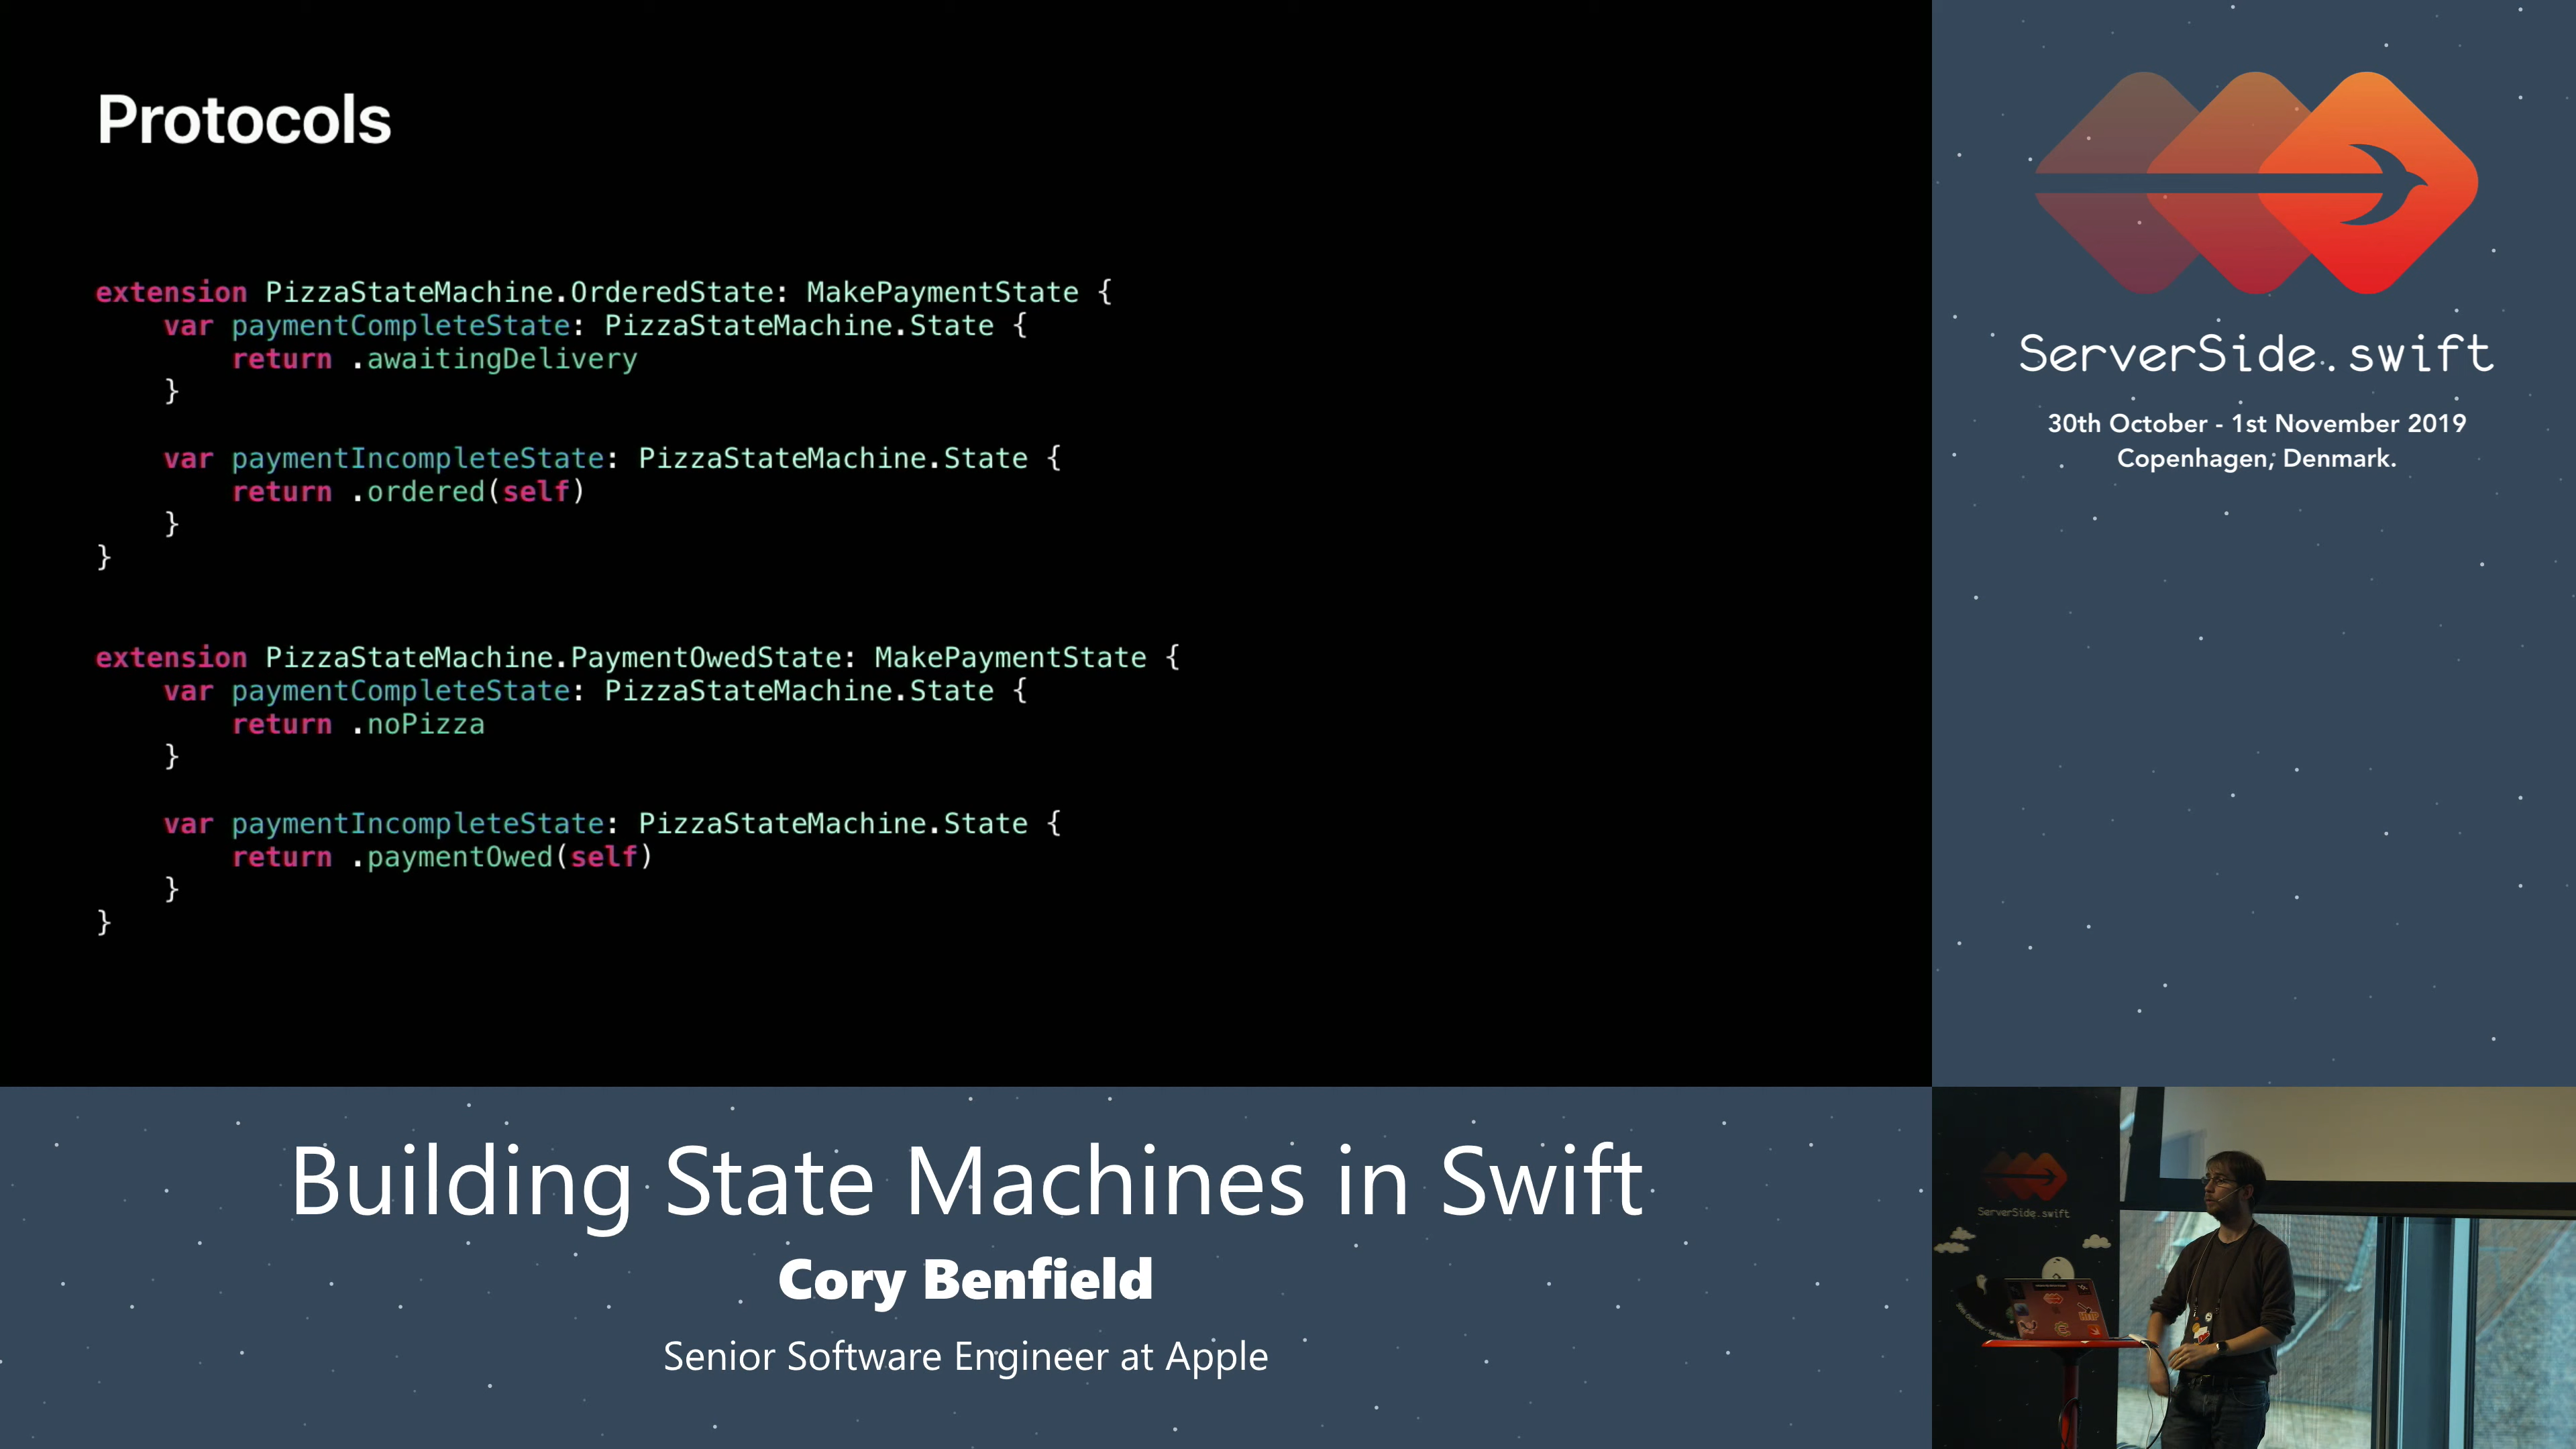 Protocols
extension PizzaStateMachine.OrderedState: MakePaymentState {
    var paymentCompleteState: PizzaStateMachine.State {
        return .awaitingDelivery
    }
    var paymentIncompleteState: PizzaStateMachine.State {
        return .ordered(self)
    }
}
extension PizzaStateMachine.PaymentOwedState: MakePaymentState {
    var paymentCompleteState: PizzaStateMachine.State {
        return .noPizza
    }
    var paymentIncompleteState: PizzaStateMachine.State {
        return .paymentOwed(self)
    }
}
ServerSide.swift
30th October - 1st November 2019
Copenhagen, Denmark.
Building State Machines in Swift
Cory Benfield
Senior Software Engineer at Apple
ServerSide.swift